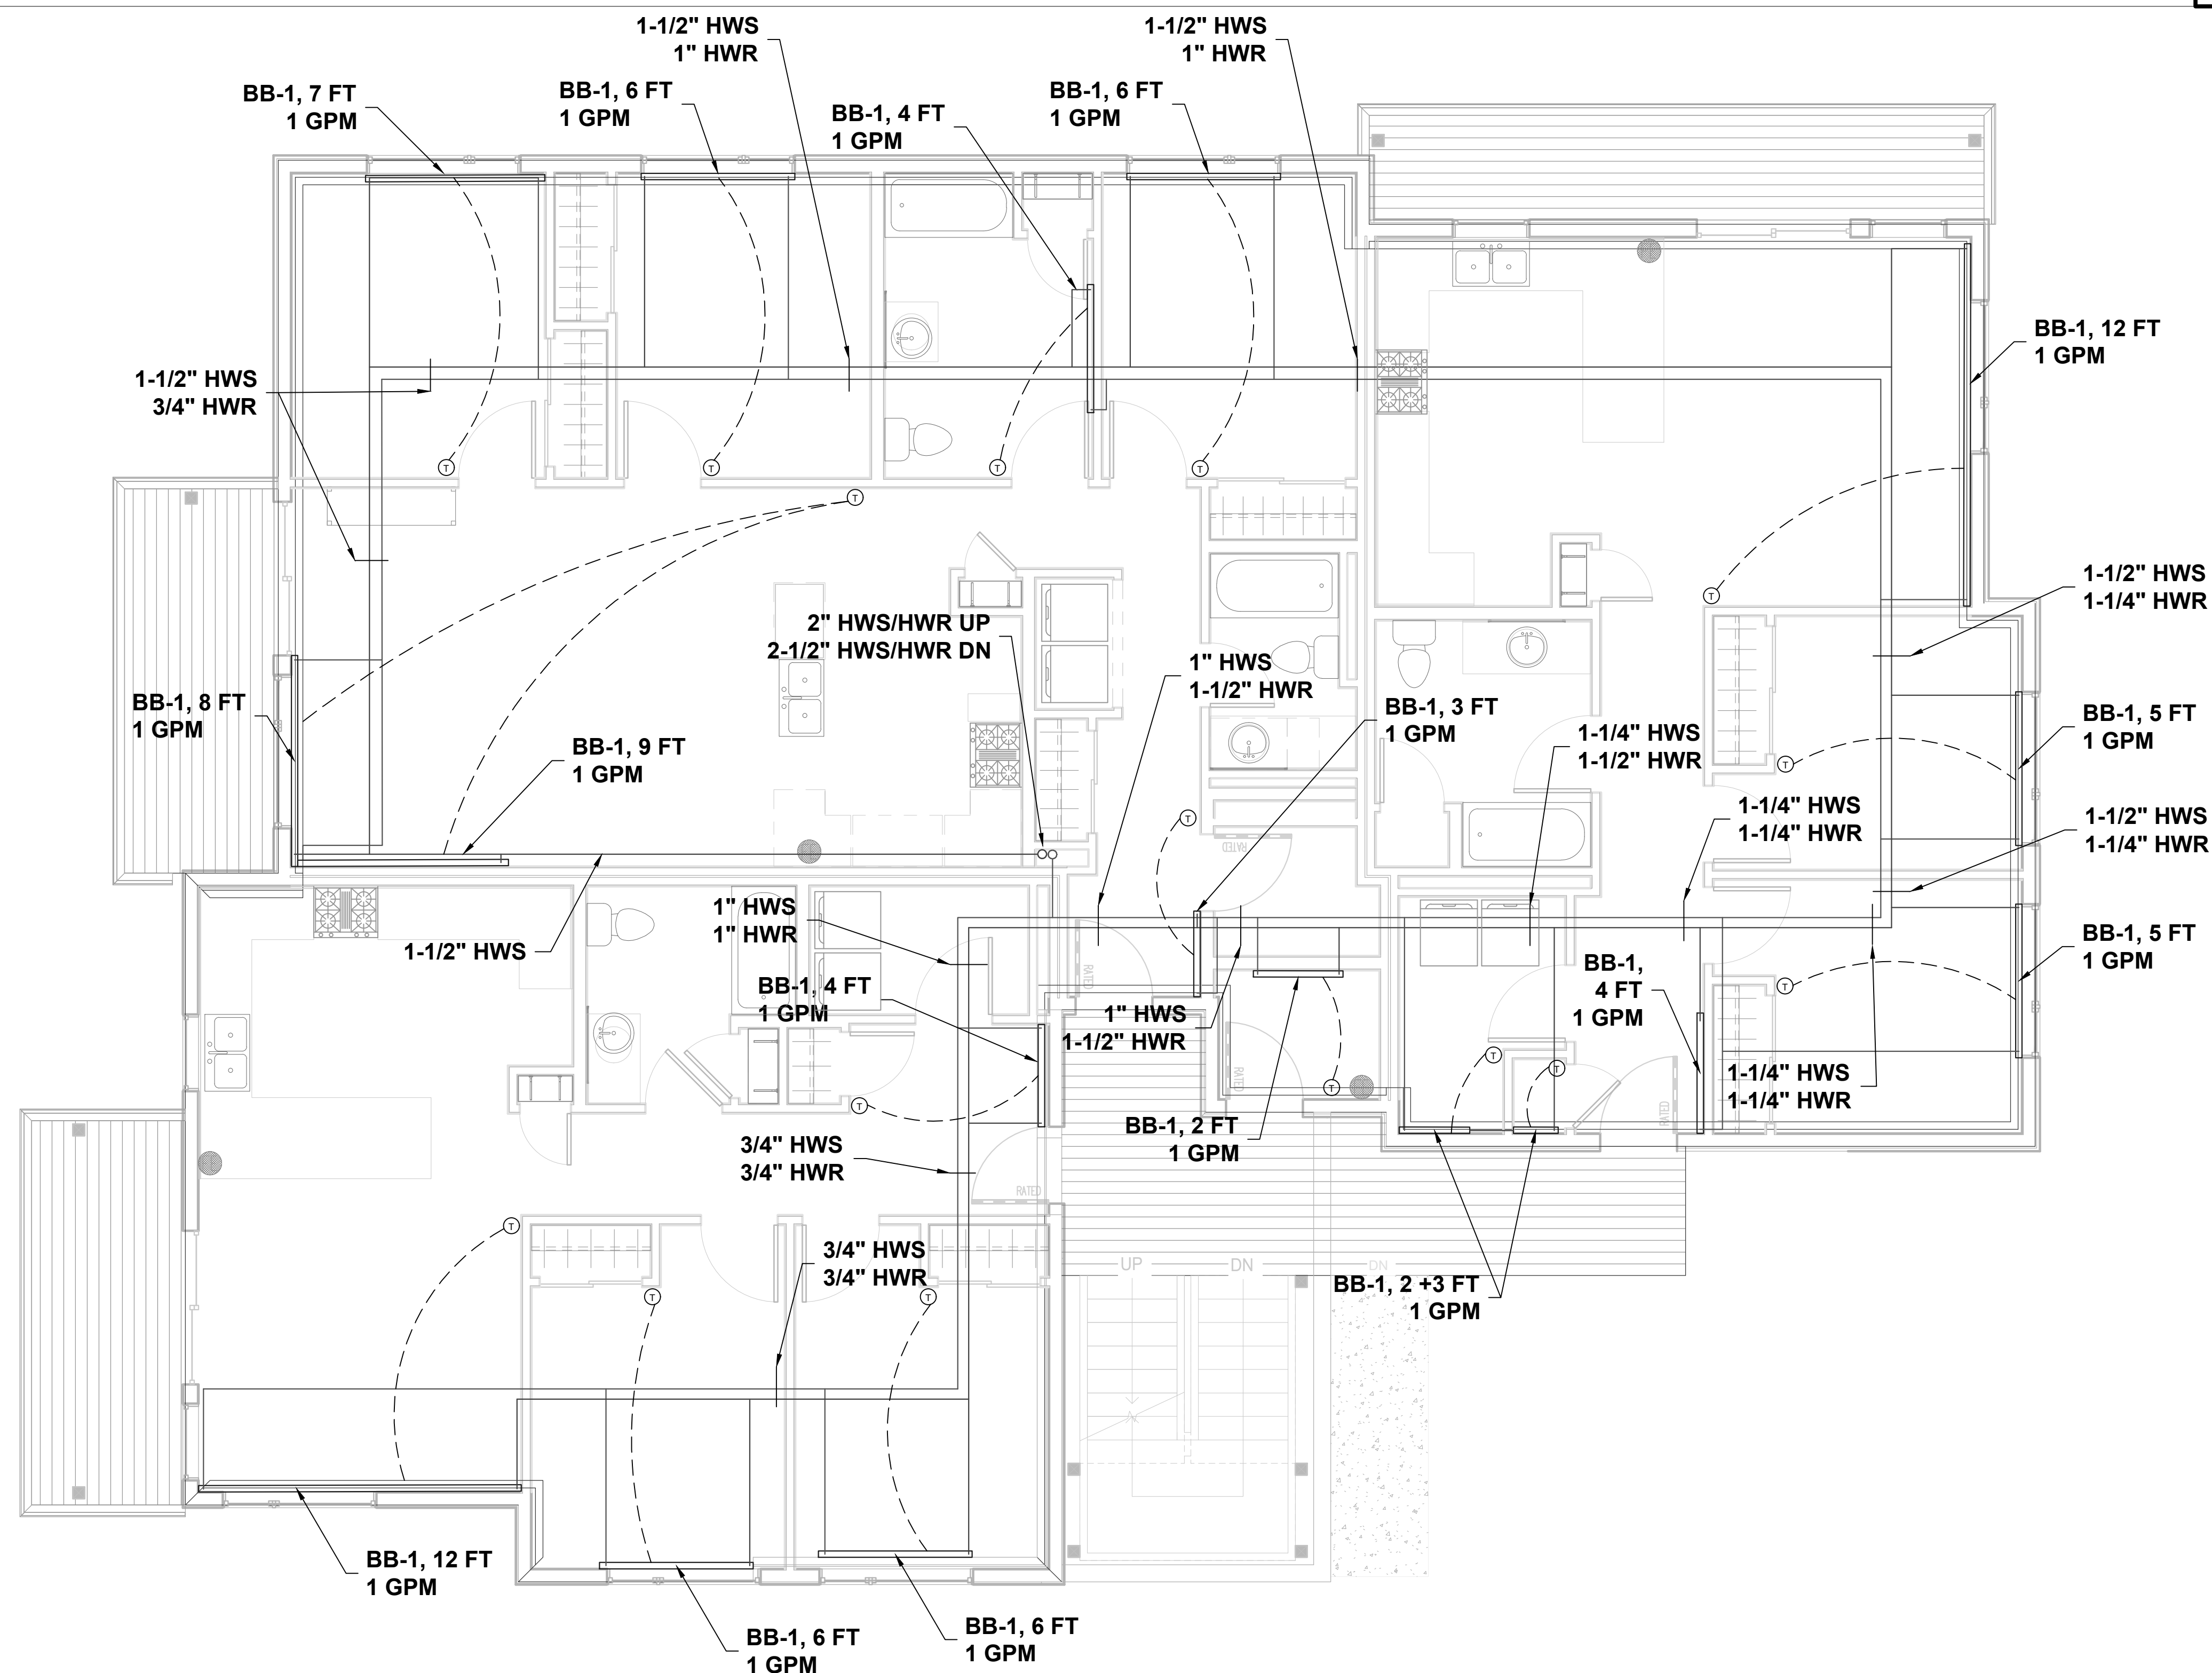 1-1/2" HWS
1" HWR
1-1/2" HWS
1" HWR
BB-1, 7 FT
1 GPM
BB-1, 6 FT
1 GPM
BB-1, 4 FT
1 GPM
BB-1, 6 FT
1 GPM
BB-1, 12 FT
1 GPM
1-1/2" HWS
3/4" HWR
T
T
T
T
T
1-1/2" HWS
1-1/4" HWR
T
2" HWS/HWR UP
2-1/2" HWS/HWR DN
1" HWS
1-1/2" HWR
BB-1, 8 FT
1 GPM
BB-1, 3 FT
1 GPM
BB-1, 5 FT
1 GPM
1-1/4" HWS
1-1/2" HWR
BB-1, 9 FT
1 GPM
T
1-1/4" HWS
1-1/4" HWR
1-1/2" HWS
1-1/4" HWR
T
RATED
1" HWS
1" HWR
1-1/2" HWS
BB-1, 5 FT
1 GPM
BB-1,
4 FT
1 GPM
RATED
BB-1, 4 FT
1 GPM
T
1" HWS
1-1/2" HWR
T
T
RATED
1-1/4" HWS
1-1/4" HWR
T
T
RATED
BB-1, 2 FT
1 GPM
3/4" HWS
3/4" HWR
RATED
T
3/4" HWS
3/4" HWR
UP
DN
DN
BB-1, 2 +3 FT
1 GPM
T
T
BB-1, 12 FT
1 GPM
BB-1, 6 FT
1 GPM
BB-1, 6 FT
1 GPM